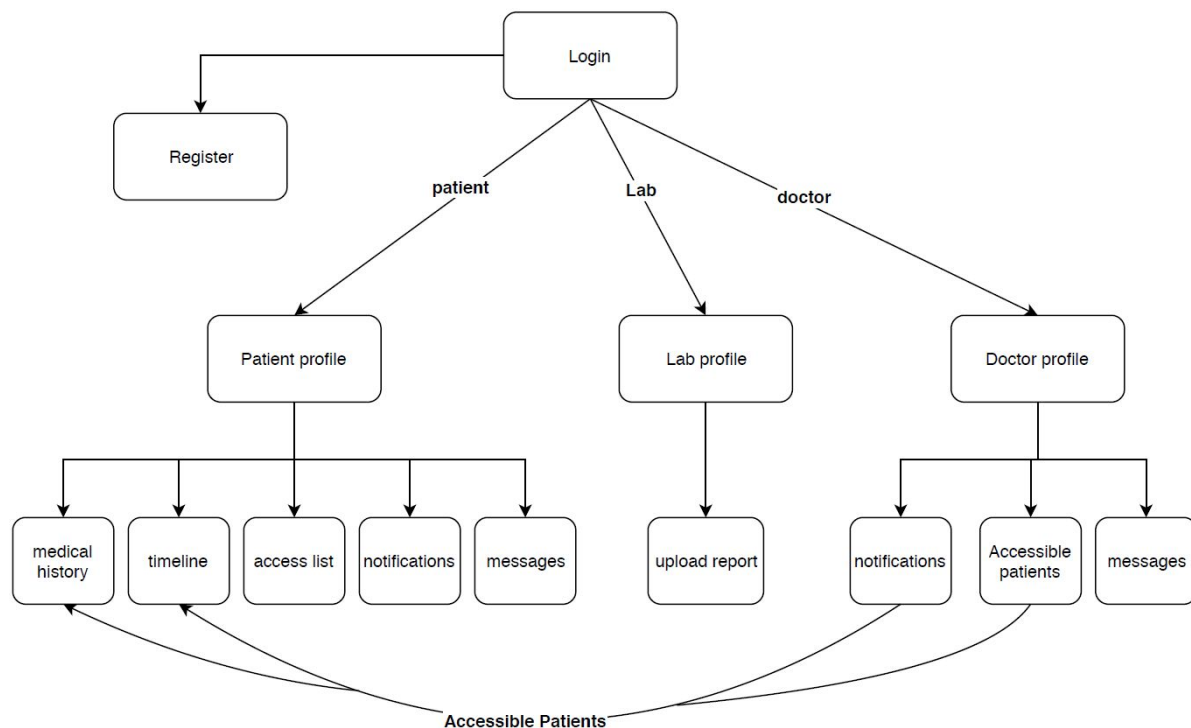 Login
Register
patient
Lab
doctor
Patient profile
Lab profile
Doctor profile
medical
history
timeline
access list
notifications
messages
upload report
notifications
Accessible
patients
messages
Accessible Patients